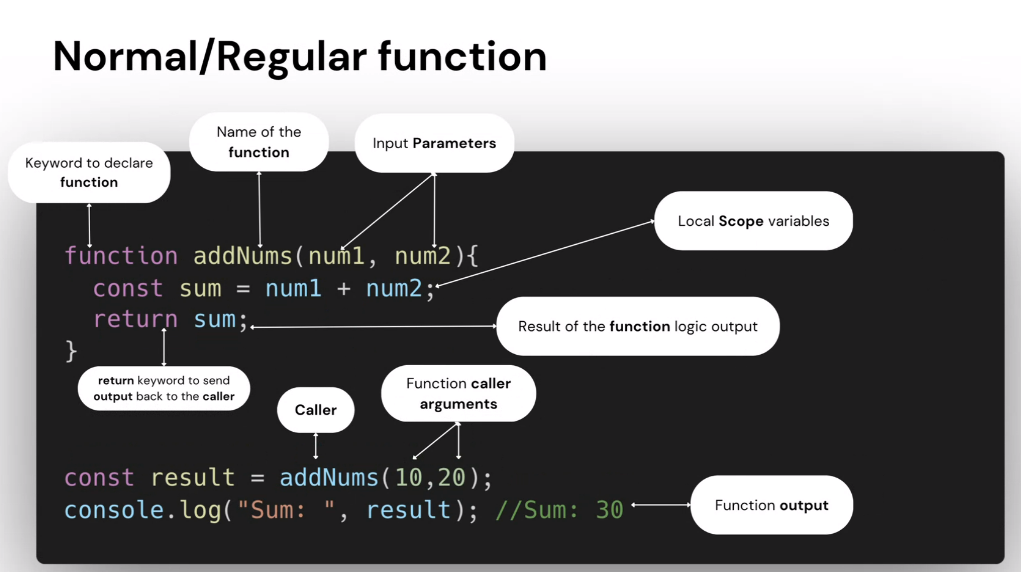 Normal/Regular function
Name of the
function
Input Parameters
Keyword to declare
function
Local Scope variables
function addNums(num1, num2){
const sum = num1 + num2;
return sum;
}
Result of the function logic output
return keyword to send
output back to the caller
Caller
Function caller
arguments
const result = addNums(10,20);
console.log("Sum: ", result); //Sum: 30
Function output